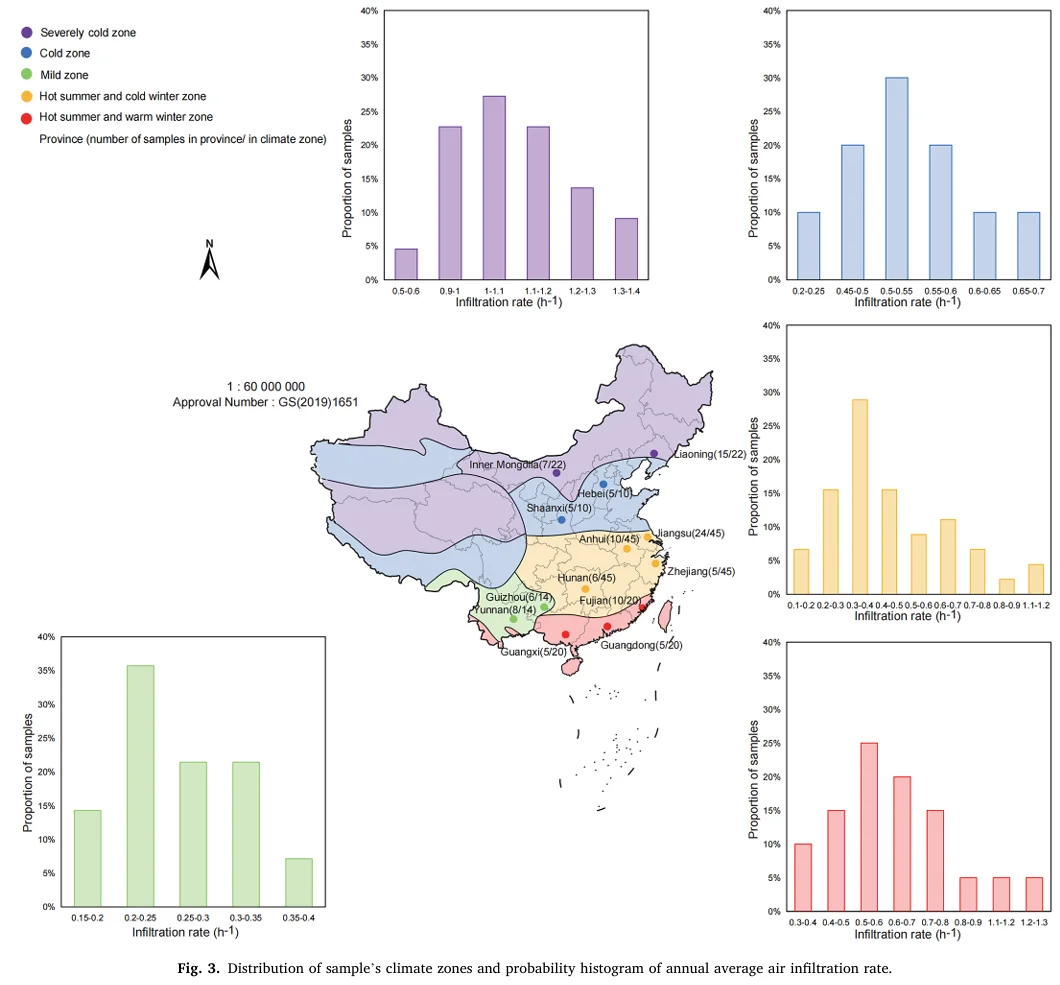 Severely cold zone
Cold zone
Mild zone
Hot summer and cold winter zone
Hot summer and warm winter zone
Province (number of samples in province/ in climate zone)
N
1 : 60 000 000
Approval Number : GS(2019)1651
40%
35%
30%
25%
20%
15%
10%
5%
0%
Proportion of samples
0.5-0.6 0.9-1 1-1.1 1.1-1.2 1.2-1.3 1.3-1.4
Infiltration rate (h-1)
40%
35%
30%
25%
20%
15%
10%
5%
0%
Proportion of samples
0.2-0.25 0.45-0.5 0.5-0.55 0.55-0.6 0.6-0.65 0.65-0.7
Infiltration rate (h-1)
Liaoning(15/22)
Inner Mongolia(7/22)
Hebei(5/10)
Shaanxi(5/10)
Jiangsu(24/45)
Anhui(10/45)
Zhejiang(5/45)
Hunan(6/45)
Guizhou(6/14)
Fujian(10/20)
Yunnan(8/14)
Guangdong(5/20)
Guangxi(5/20)
40%
35%
30%
25%
20%
15%
10%
5%
0%
Proportion of samples
0.1-0.2 0.2-0.3 0.3-0.4 0.4-0.5 0.5-0.6 0.6-0.7 0.7-0.8 0.8-0.9 1.1-1.2
Infiltration rate (h-1)
40%
35%
30%
25%
20%
15%
10%
5%
0%
Proportion of samples
0.15-0.2 0.2-0.25 0.25-0.3 0.3-0.35 0.35-0.4
Infiltration rate (h-1)
40%
35%
30%
25%
20%
15%
10%
5%
0%
Proportion of samples
0.3-0.4 0.4-0.5 0.5-0.6 0.6-0.7 0.7-0.8 0.8-0.9 1.1-1.2 1.2-1.3
Infiltration rate (h-1)
Fig. 3. Distribution of sample's climate zones and probability histogram of annual average air infiltration rate.